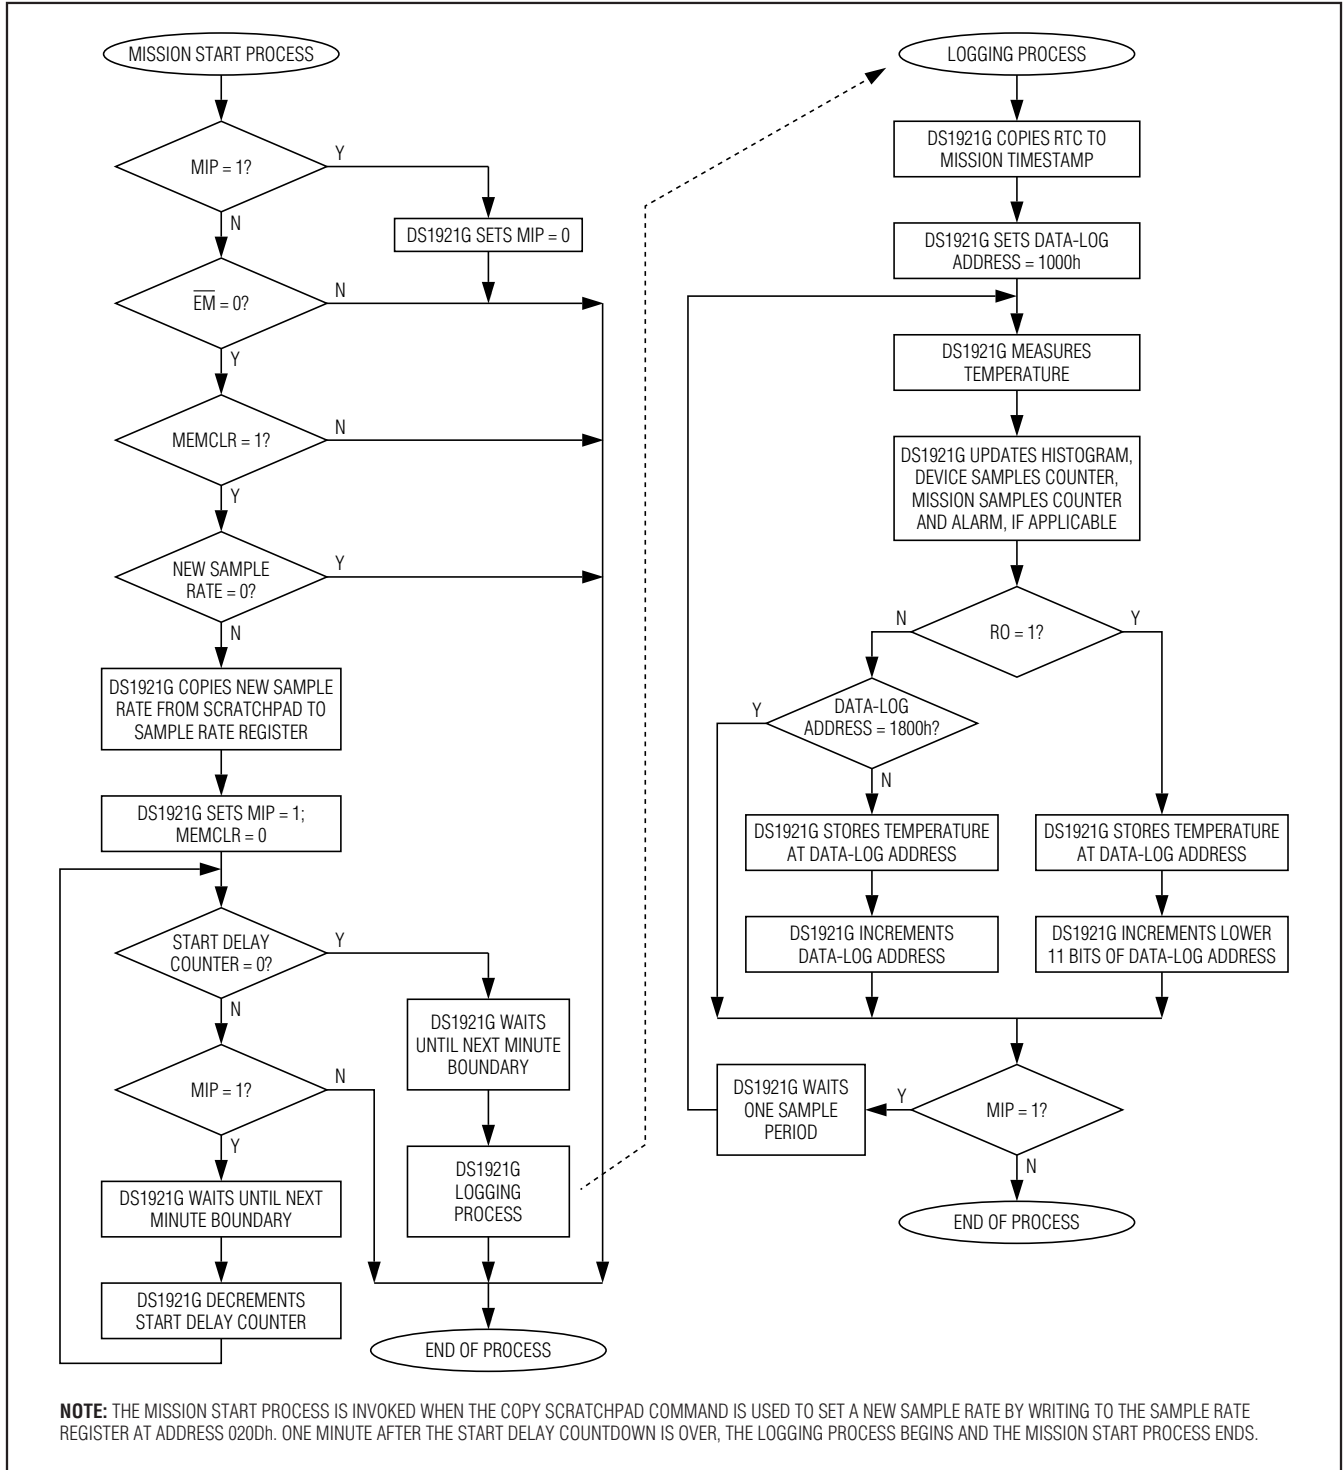 MISSION START PROCESS
MIP = 1?
Y
N
DS1921G SETS MIP = 0
EM = 0?
N
Y
MEMCLR = 1?
N
Y
NEW SAMPLE
RATE = 0?
Y
N
DS1921G COPIES NEW SAMPLE
RATE FROM SCRATCHPAD TO
SAMPLE RATE REGISTER
DS1921G SETS MIP = 1;
MEMCLR = 0
START DELAY
COUNTER = 0?
Y
N
DS1921G WAITS
UNTIL NEXT MINUTE
BOUNDARY
MIP = 1?
N
Y
DS1921G
LOGGING
PROCESS
DS1921G WAITS UNTIL NEXT
MINUTE BOUNDARY
DS1921G DECREMENTS
START DELAY COUNTER
END OF PROCESS
LOGGING PROCESS
DS1921G COPIES RTC TO
MISSION TIMESTAMP
DS1921G SETS DATA-LOG
ADDRESS = 1000h
DS1921G MEASURES
TEMPERATURE
DS1921G UPDATES HISTOGRAM,
DEVICE SAMPLES COUNTER,
MISSION SAMPLES COUNTER
AND ALARM, IF APPLICABLE
RO = 1?
N
Y
DATA-LOG
ADDRESS = 1800h?
Y
N
DS1921G STORES TEMPERATURE
AT DATA-LOG ADDRESS
DS1921G INCREMENTS
DATA-LOG ADDRESS
DS1921G STORES TEMPERATURE
AT DATA-LOG ADDRESS
DS1921G INCREMENTS LOWER
11 BITS OF DATA-LOG ADDRESS
DS1921G WAITS
ONE SAMPLE
PERIOD
Y
MIP = 1?
N
END OF PROCESS
NOTE: THE MISSION START PROCESS IS INVOKED WHEN THE COPY SCRATCHPAD COMMAND IS USED TO SET A NEW SAMPLE RATE BY WRITING TO THE SAMPLE RATE
REGISTER AT ADDRESS 020Dh. ONE MINUTE AFTER THE START DELAY COUNTDOWN IS OVER, THE LOGGING PROCESS BEGINS AND THE MISSION START PROCESS ENDS.